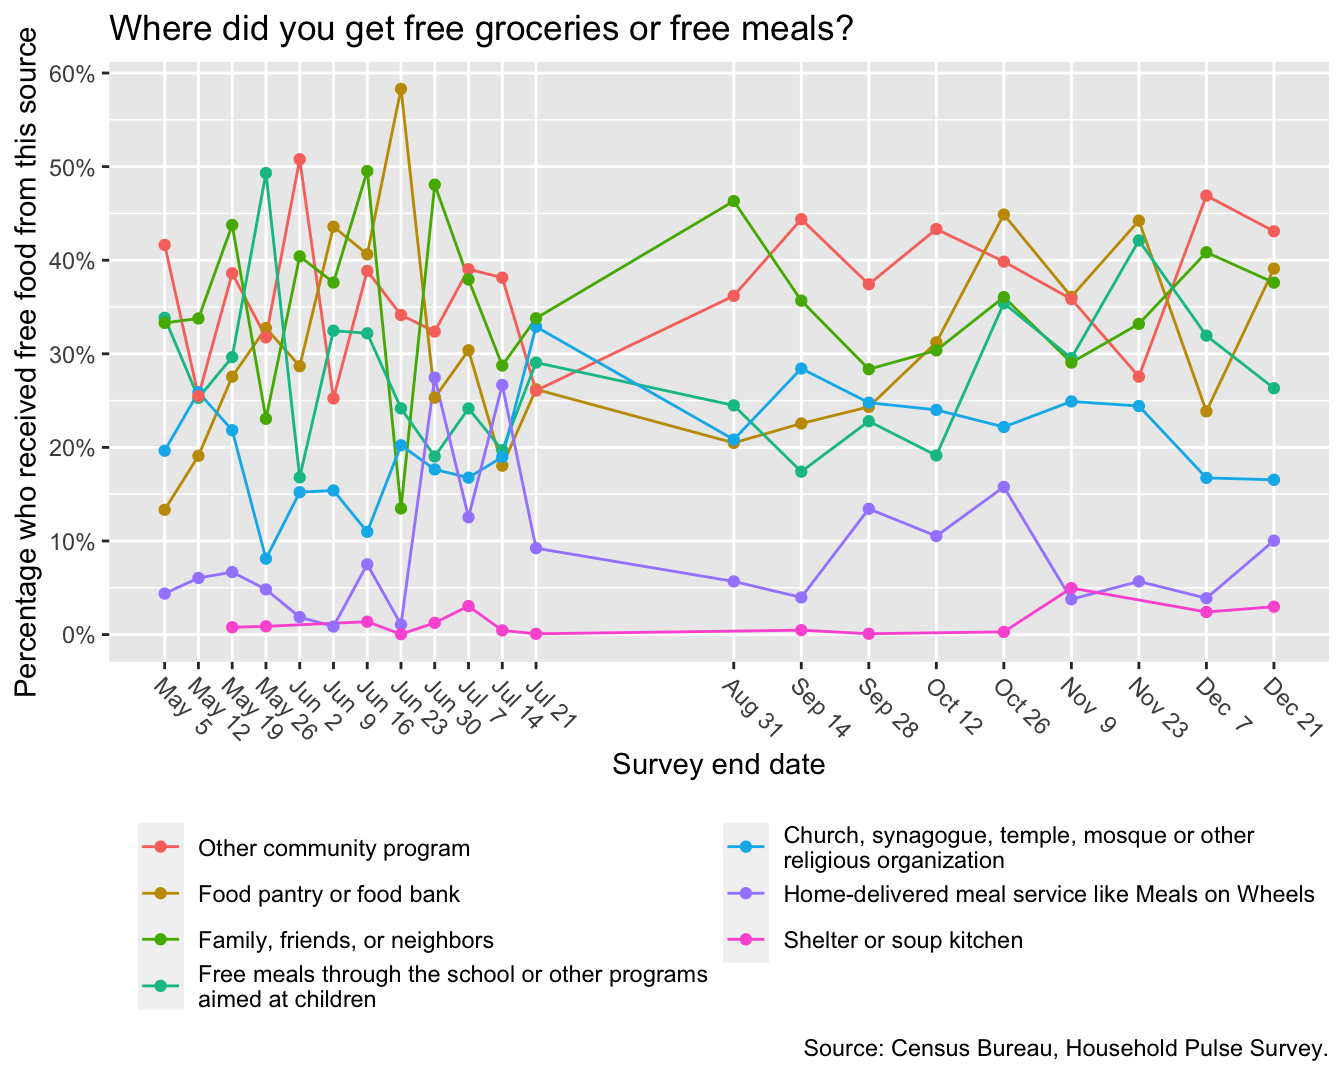 Where did you get free groceries or free meals?
Percentage who received free food from this source
60%
50%
40%
30%
20%
10%
0%
May 5
May 12
May 19
May 26
Jun 2
Jun 9
Jun 16
Jun 23
Jun 30
Jul 7
Jul 14
Jul 21
Aug 31
Sep 14
Sep 28
Oct 12
Oct 26
Nov 9
Nov 23
Dec 7
Dec 21
Survey end date
Other community program
Food pantry or food bank
Family, friends, or neighbors
Free meals through the school or other programs
aimed at children
Church, synagogue, temple, mosque or other
religious organization
Home-delivered meal service like Meals on Wheels
Shelter or soup kitchen
Source: Census Bureau, Household Pulse Survey.